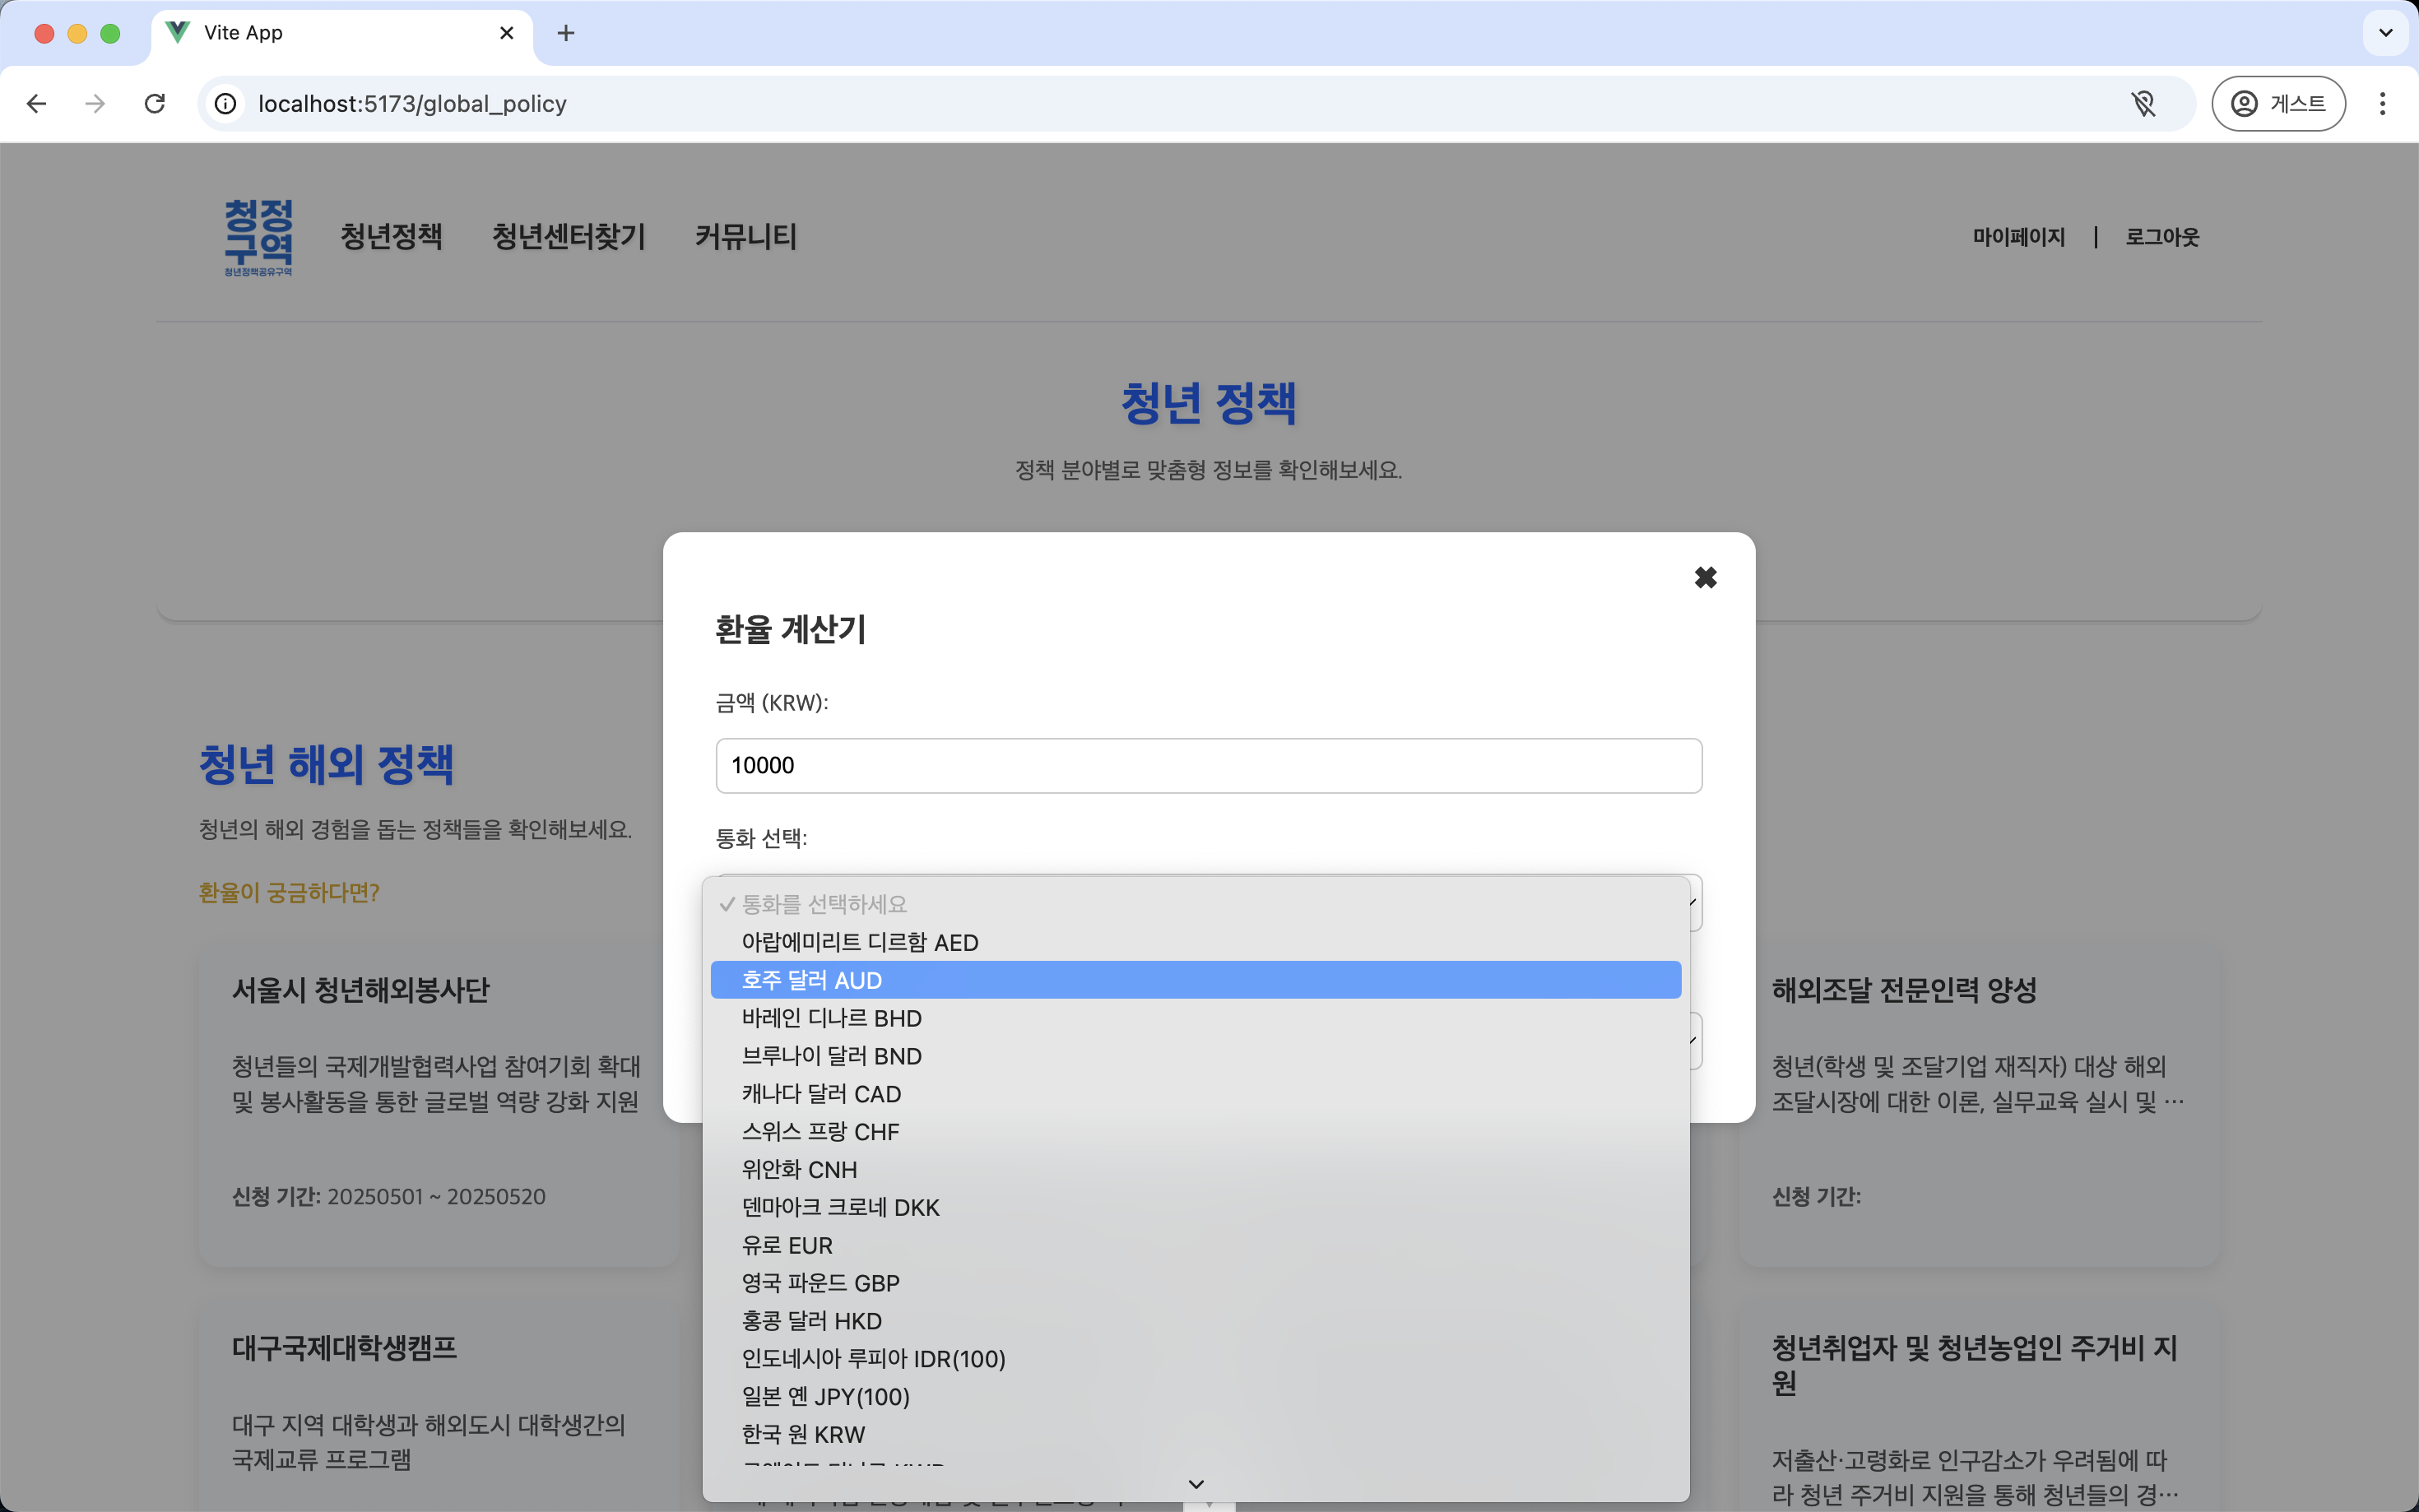 Vite App
localhost:5173/global_policy
게스트
청정
구역
청년정책공유구역
청년정책
청년센터찾기
커뮤니티
마이페이지 | 로그아웃
청년 정책
정책 분야별로 맞춤형 정보를 확인해보세요.
청년 해외 정책
청년의 해외 경험을 돕는 정책들을 확인해보세요.
환율이 궁금하다면?
서울시 청년해외봉사단
청년들의 국제개발협력사업 참여기회 확대
및 봉사활동을 통한 글로벌 역량 강화 지원
신청 기간: 20250501 ~ 20250520
대구국제대학생캠프
대구 지역 대학생과 해외도시 대학생간의
국제교류 프로그램
환율 계산기
금액 (KRW):
10000
통화 선택:
통화를 선택하세요
아랍에미리트 디르함 AED
호주 달러 AUD
바레인 디나르 BHD
브루나이 달러 BND
캐나다 달러 CAD
스위스 프랑 CHF
위안화 CNH
덴마아크 크로네 DKK
유로 EUR
영국 파운드 GBP
홍콩 달러 HKD
인도네시아 루피아 IDR(100)
일본 옌 JPY(100)
한국 원 KRW
해외조달 전문인력 양성
청년(학생 및 조달기업 재직자) 대상 해외
조달시장에 대한 이론, 실무교육 실시 및 …
신청 기간:
청년취업자 및 청년농업인 주거비 지
원
저출산·고령화로 인구감소가 우려됨에 따
라 청년 주거비 지원을 통해 청년들의 경…